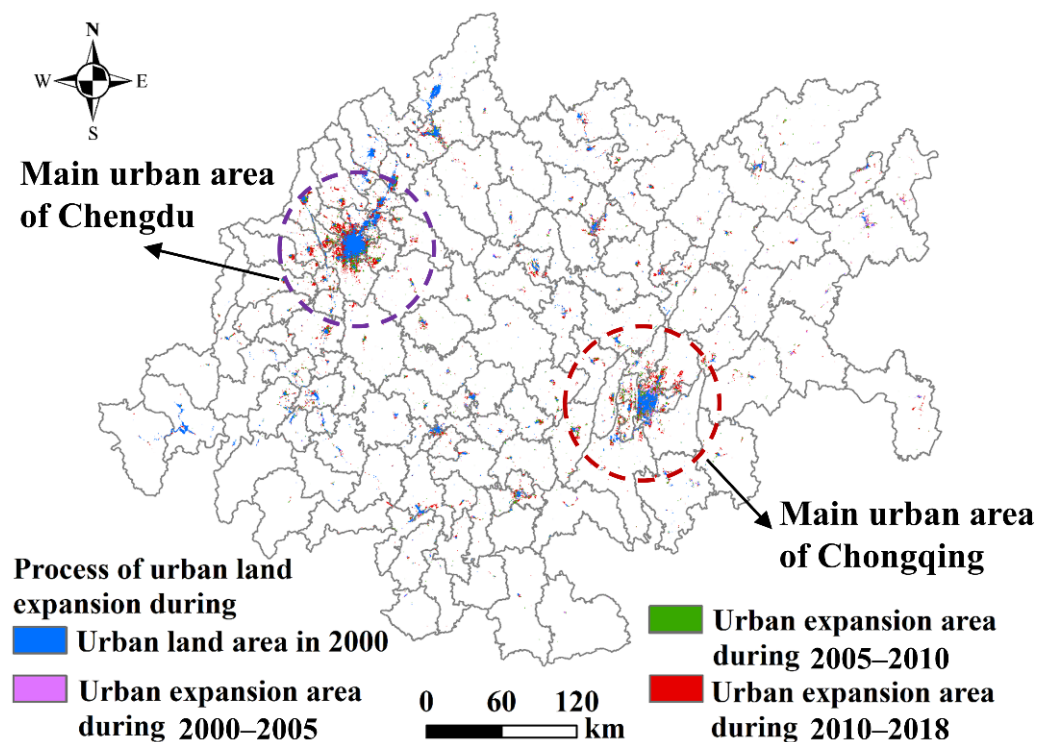 N
W E
S
Main urban area
of Chengdu
Main urban area
of Chongqing
Process of urban land
expansion during
Urban land area in 2000
Urban expansion area
during 2000–2005
0 60 120
km
Urban expansion area
during 2005–2010
Urban expansion area
during 2010–2018